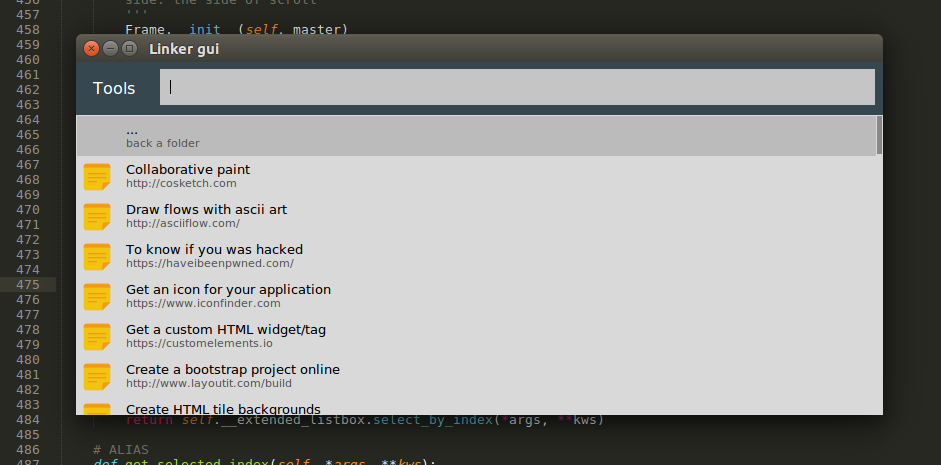 456 side: the side of scroll
457 '''
458 Frame.__init__(self, master)
459 Linker gui
460
461
462 Tools
463
464
465 ...
466 back a folder
467
468 Collaborative paint
469 http://cosketch.com
470 Draw flows with ascii art
471 http://asciiflow.com/
472
473 To know if you was hacked
474 https://haveibeenpwned.com/
475 Get an icon for your application
476 https://www.iconfinder.com
477
478 Get a custom HTML widget/tag
479 https://customelements.io
480
481 Create a bootstrap project online
482 http://www.layoutit.com/build
483 Create HTML tile backgrounds
484 return self.__extended_listbox.select_by_index(*args, **kws)
485
486 # ALIAS
487 def get_selected_index(self, *args, **kws):